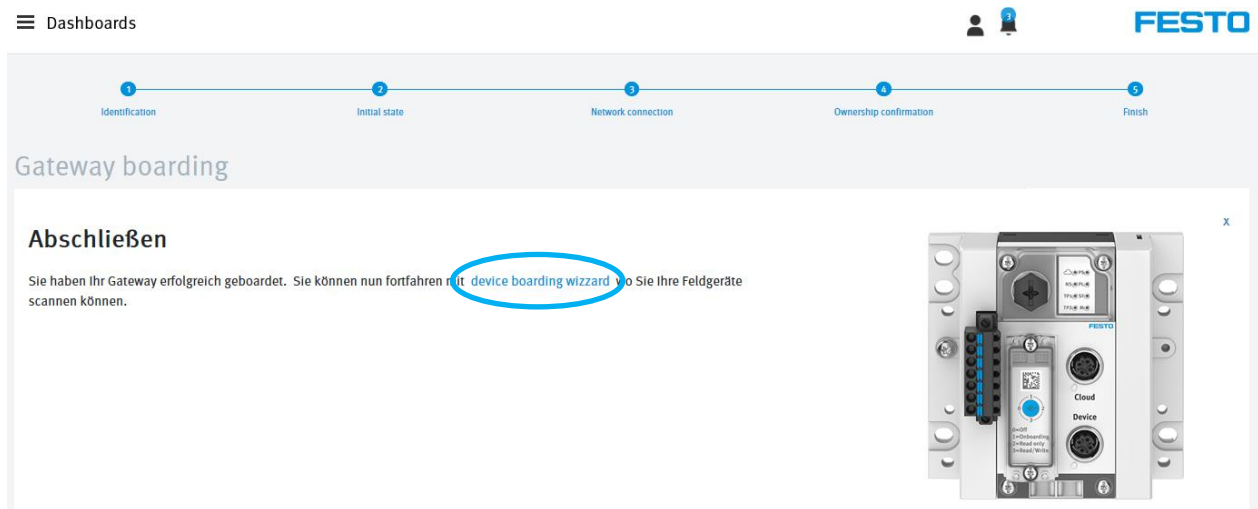 Dashboards
3
FESTO
1
2
3
4
5
Identification
Initial state
Network connection
Ownership confirmation
Finish
Gateway boarding
x
Abschließen
Sie haben Ihr Gateway erfolgreich geboardet. Sie können nun fortfahren mit device boarding wizzard wo Sie Ihre Feldgeräte
scannen können.
FESTO
Cloud
Device
0=Off
1=Onboarding
2=Read only
3=Read/Write